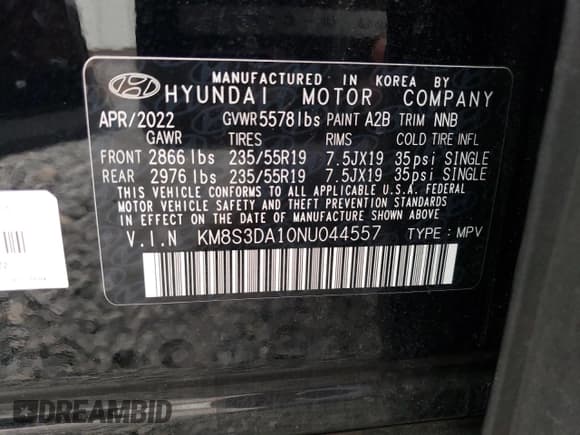 MANUFACTURED IN KOREA BY
HYUNDAI MOTOR COMPANY
APR/2022 GVWR 5578lbs PAINT A2B TRIM NNB
GAWR TIRES RIMS COLD TIRE INFL
FRONT 2866 lbs 235/55R19 7.5JX19 35psi SINGLE
REAR 2976 lbs 235/55R19 7.5JX19 35psi SINGLE
THIS VEHICLE CONFORMS TO ALL APPLICABLE U.S.A. FEDERAL
MOTOR VEHICLE SAFETY AND THEFT PREVENTION STANDARDS
IN EFFECT ON THE DATE OF MANUFACTURE SHOWN ABOVE.
V.I.N KM8S3DA10NU044557 TYPE : MPV
DREAMBID